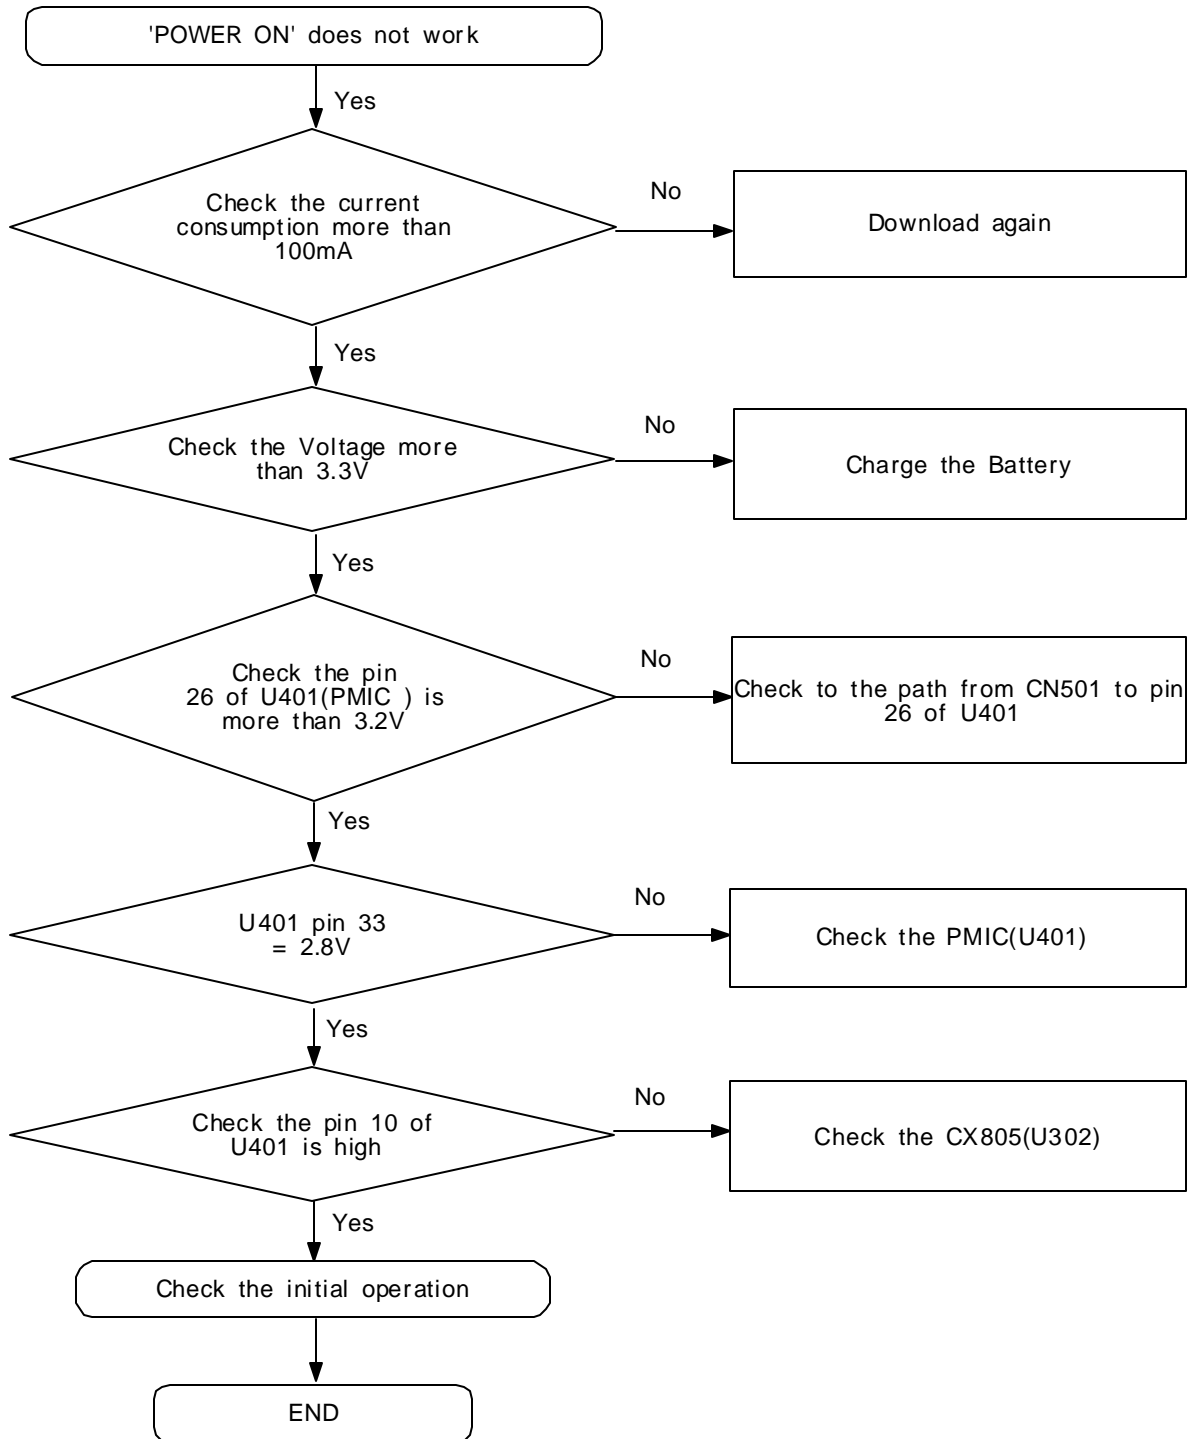 'POWER ON' does not work
Yes
Check the current
consumption more than
100mA
No
Download again
Yes
Check the Voltage more
than 3.3V
No
Charge the Battery
Yes
Check the pin
26 of U401(PMIC ) is
more than 3.2V
No
Check to the path from CN501 to pin
26 of U401
Yes
U401 pin 33
= 2.8V
No
Check the PMIC(U401)
Yes
Check the pin 10 of
U401 is high
No
Check the CX805(U302)
Yes
Check the initial operation
END